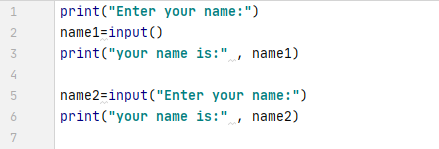 1 print("Enter your name:")
2 name1=input()
3 print("your name is:" , name1)
4
5 name2=input("Enter your name:")
6 print("your name is:" , name2)
7